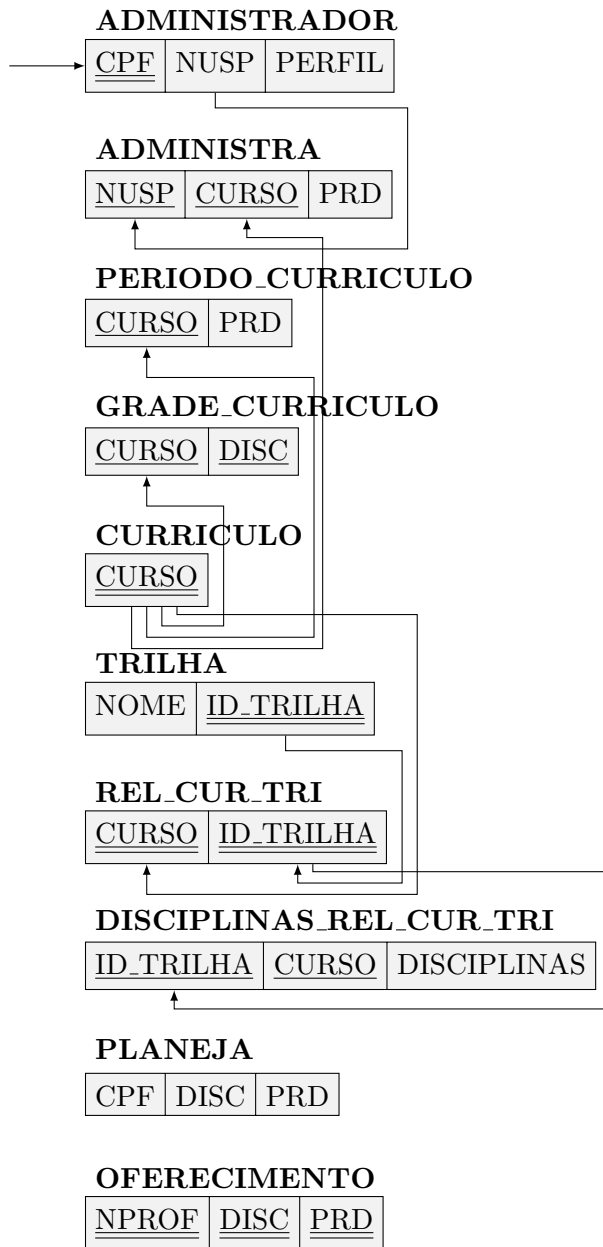 ADMINISTRADOR
CPF NUSP PERFIL
ADMINISTRA
NUSP CURSO PRD
PERIODO_CURRICULO
CURSO PRD
GRADE_CURRICULO
CURSO DISC
CURRICULO
CURSO
TRILHA
NOME ID_TRILHA
REL_CUR_TRI
CURSO ID_TRILHA
DISCIPLINAS_REL_CUR_TRI
ID_TRILHA CURSO DISCIPLINAS
PLANEJA
CPF DISC PRD
OFERECIMENTO
NPROF DISC PRD